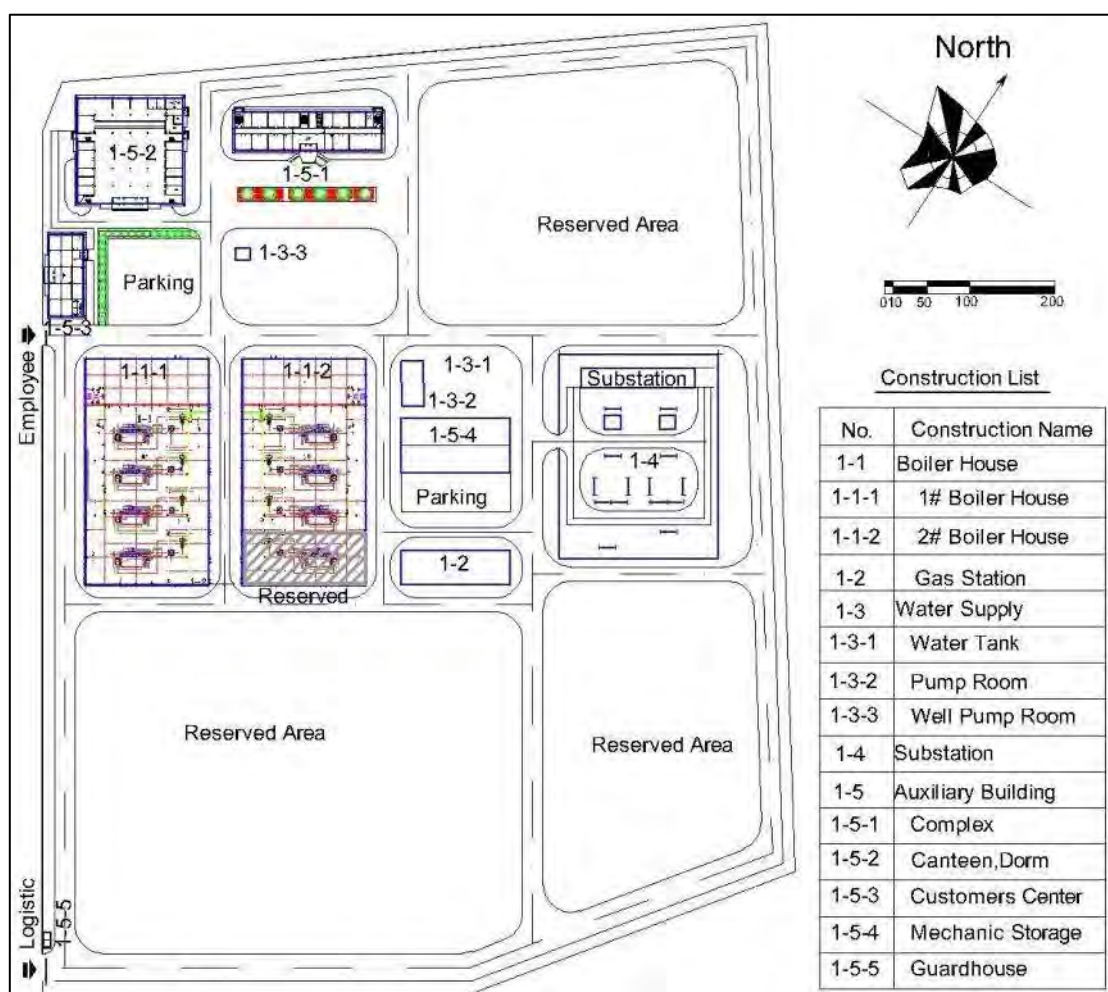 North
1-5-2
1-5-1
Reserved Area
1-3-3
Parking
010 50 100 200
1-5-3
Employee
1-1-1
1-1-2
1-3-1
1-3-2
Substation
1-5-4
1-4
Parking
1-2
Reserved
Reserved Area
Reserved Area
Logistic
1-5-5
Construction List
No. Construction Name
1-1 Boiler House
1-1-1 1# Boiler House
1-1-2 2# Boiler House
1-2 Gas Station
1-3 Water Supply
1-3-1 Water Tank
1-3-2 Pump Room
1-3-3 Well Pump Room
1-4 Substation
1-5 Auxiliary Building
1-5-1 Complex
1-5-2 Canteen,Dorm
1-5-3 Customers Center
1-5-4 Mechanic Storage
1-5-5 Guardhouse